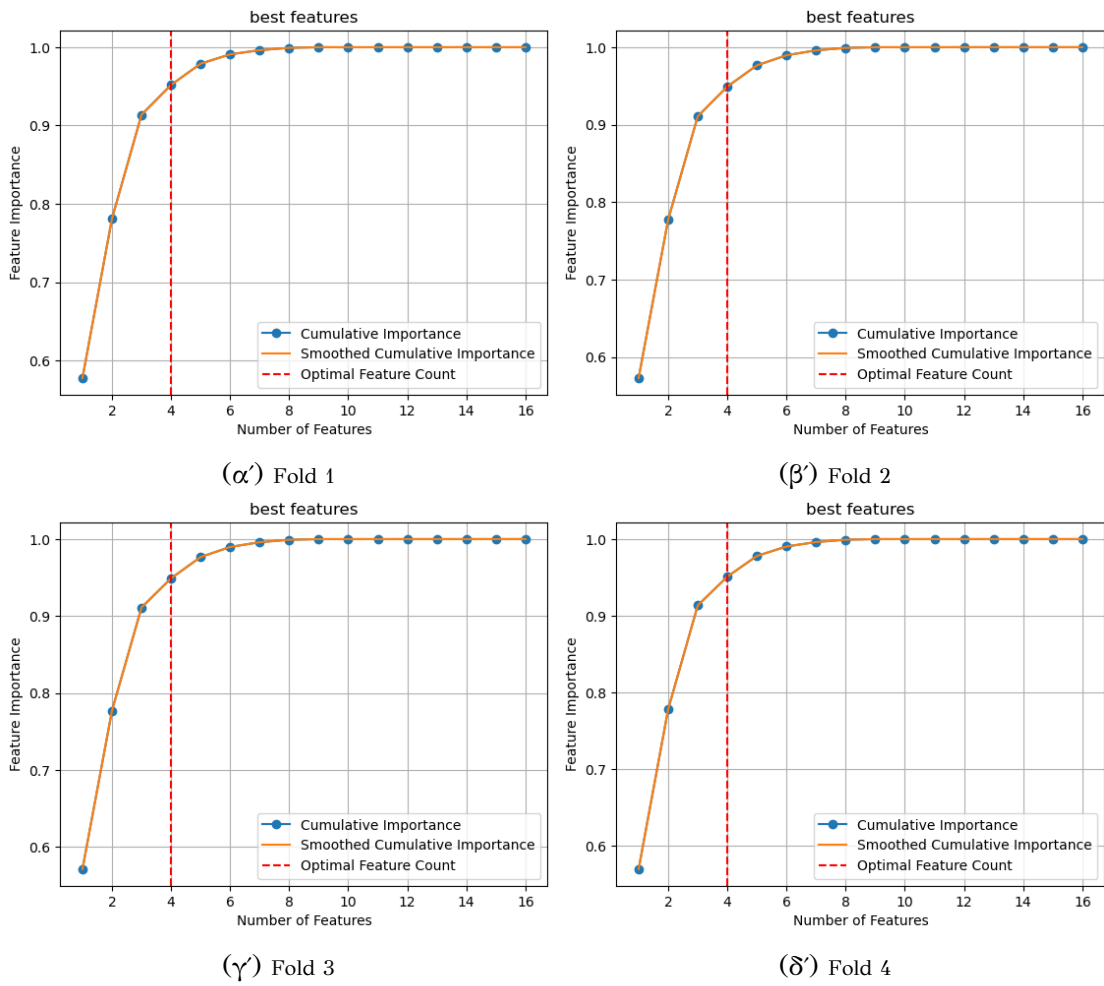 best features
1.0
0.9
0.8
0.7
0.6
Feature Importance
2 4 6 8 10 12 14 16
Number of Features
Cumulative Importance
Smoothed Cumulative Importance
Optimal Feature Count
(α΄) Fold 1
best features
1.0
0.9
0.8
0.7
0.6
Feature Importance
2 4 6 8 10 12 14 16
Number of Features
Cumulative Importance
Smoothed Cumulative Importance
Optimal Feature Count
(β΄) Fold 2
best features
1.0
0.9
0.8
0.7
0.6
Feature Importance
2 4 6 8 10 12 14 16
Number of Features
Cumulative Importance
Smoothed Cumulative Importance
Optimal Feature Count
(γ΄) Fold 3
best features
1.0
0.9
0.8
0.7
0.6
Feature Importance
2 4 6 8 10 12 14 16
Number of Features
Cumulative Importance
Smoothed Cumulative Importance
Optimal Feature Count
(δ΄) Fold 4